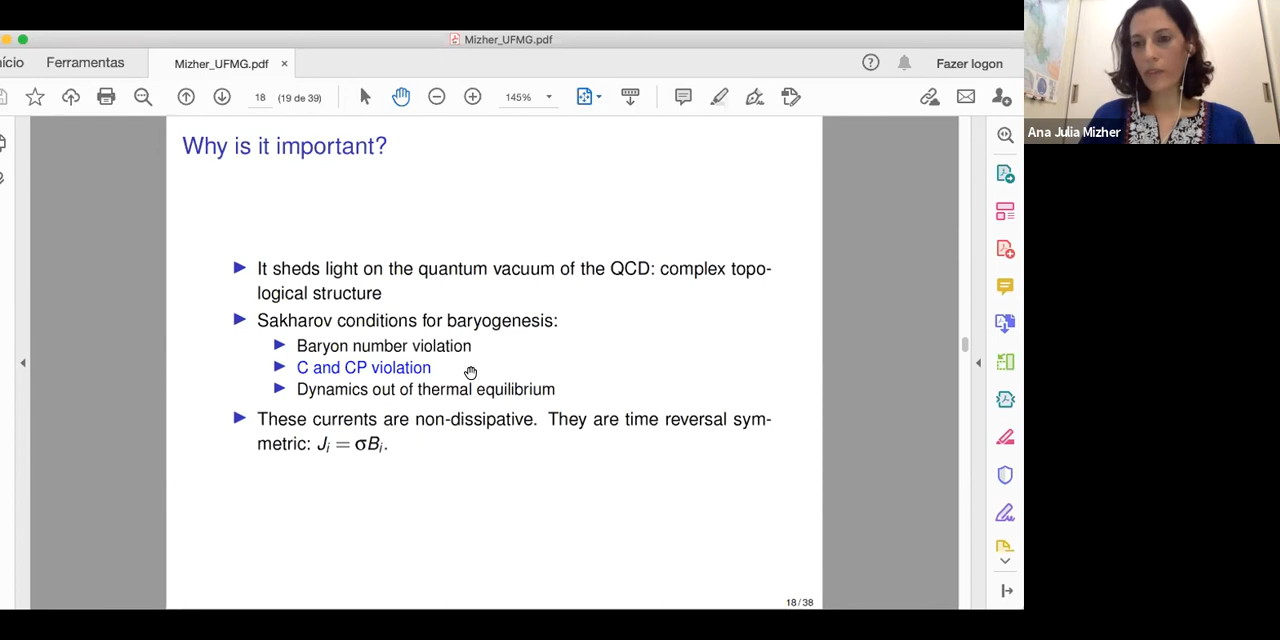 Mizher_UFMG.pdf
nício Ferramentas Mizher_UFMG.pdf × Fazer logon
18 (19 de 39) 145%
Ana Julia Mizher
Why is it important?
It sheds light on the quantum vacuum of the QCD: complex topo-
logical structure
Sakharov conditions for baryogenesis:
Baryon number violation
C and CP violation
Dynamics out of thermal equilibrium
These currents are non-dissipative. They are time reversal sym-
metric: Jᵢ = σBᵢ.
18 / 38